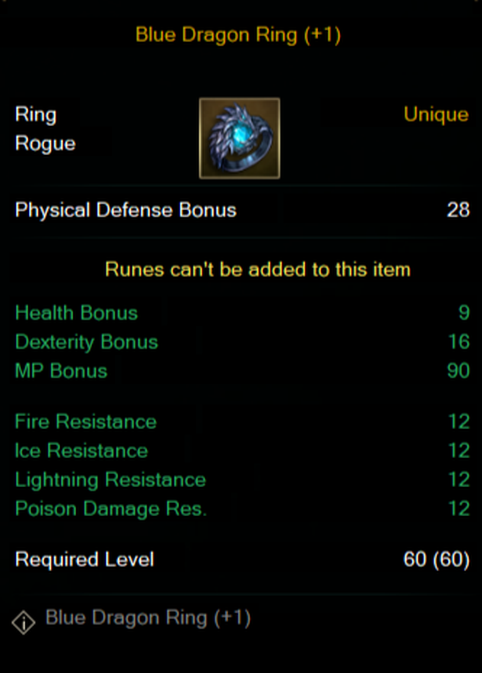 Blue Dragon Ring (+1)
Ring Unique
Rogue
Physical Defense Bonus 28
Runes can't be added to this item
Health Bonus 9
Dexterity Bonus 16
MP Bonus 90
Fire Resistance 12
Ice Resistance 12
Lightning Resistance 12
Poison Damage Res. 12
Required Level 60 (60)
Blue Dragon Ring (+1)